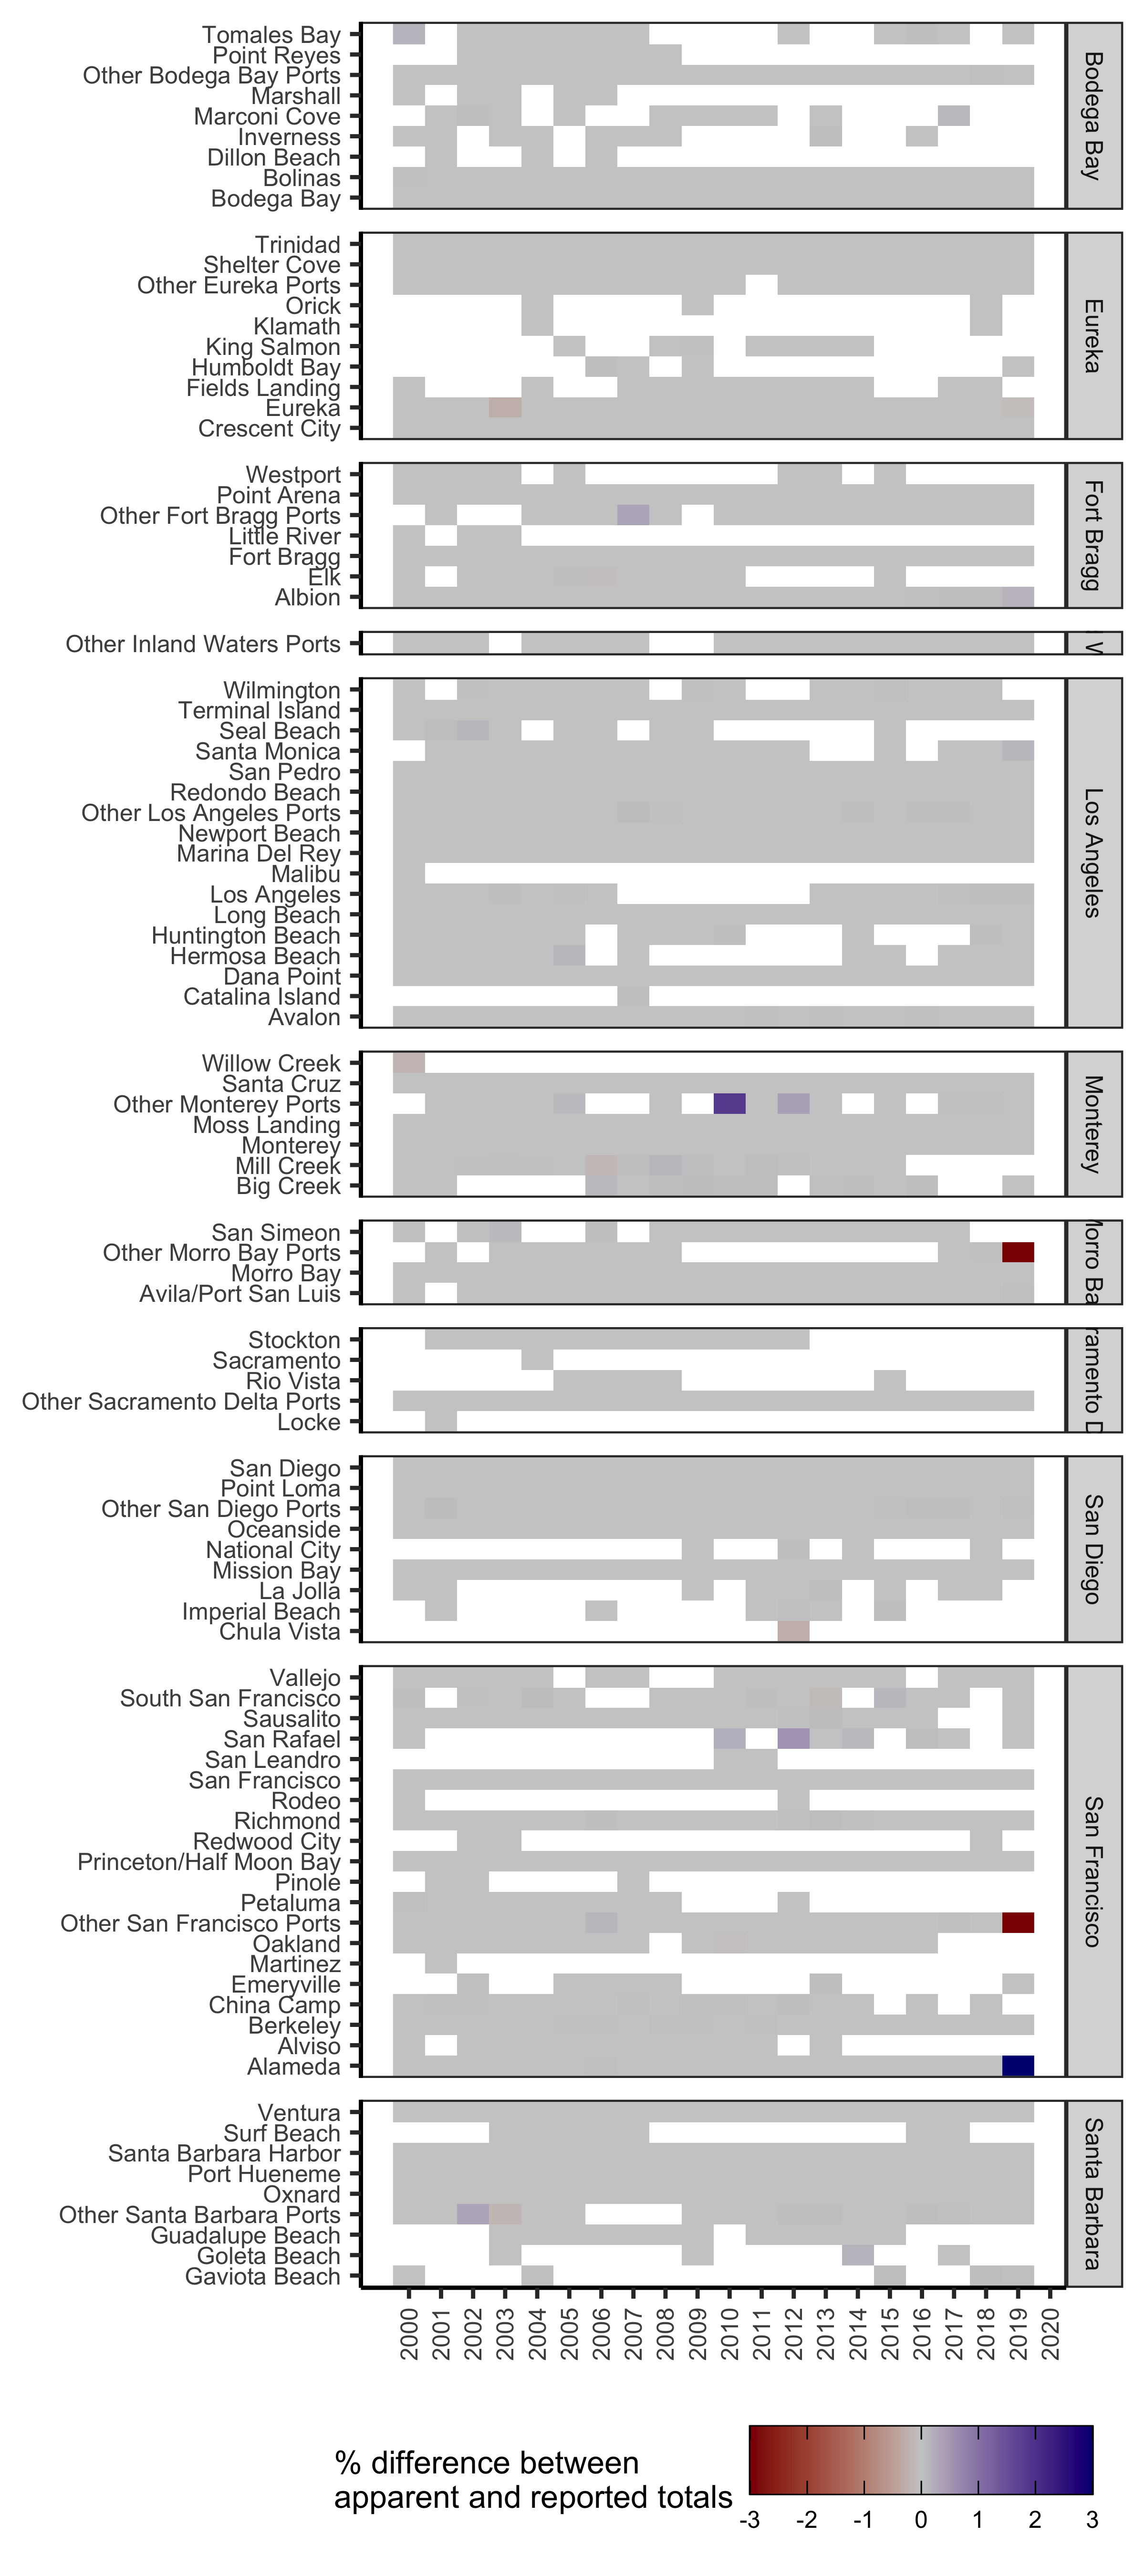 Tomales Bay
Point Reyes
Other Bodega Bay Ports
Marshall
Marconi Cove
Inverness
Dillon Beach
Bolinas
Bodega Bay
Bodega Bay
Trinidad
Shelter Cove
Other Eureka Ports
Orick
Klamath
King Salmon
Humboldt Bay
Fields Landing
Eureka
Crescent City
Eureka
Westport
Point Arena
Other Fort Bragg Ports
Little River
Fort Bragg
Elk
Albion
Fort Bragg
Other Inland Waters Ports
W
Wilmington
Terminal Island
Seal Beach
Santa Monica
San Pedro
Redondo Beach
Other Los Angeles Ports
Newport Beach
Marina Del Rey
Malibu
Los Angeles
Long Beach
Huntington Beach
Hermosa Beach
Dana Point
Catalina Island
Avalon
Los Angeles
Willow Creek
Santa Cruz
Other Monterey Ports
Moss Landing
Monterey
Mill Creek
Big Creek
Monterey
San Simeon
Other Morro Bay Ports
Morro Bay
Avila/Port San Luis
Morro Ba
Stockton
Sacramento
Rio Vista
Other Sacramento Delta Ports
Locke
ramento D
San Diego
Point Loma
Other San Diego Ports
Oceanside
National City
Mission Bay
La Jolla
Imperial Beach
Chula Vista
San Diego
Vallejo
South San Francisco
Sausalito
San Rafael
San Leandro
San Francisco
Rodeo
Richmond
Redwood City
Princeton/Half Moon Bay
Pinole
Petaluma
Other San Francisco Ports
Oakland
Martinez
Emeryville
China Camp
Berkeley
Alviso
Alameda
San Francisco
Ventura
Surf Beach
Santa Barbara Harbor
Port Hueneme
Oxnard
Other Santa Barbara Ports
Guadalupe Beach
Goleta Beach
Gaviota Beach
Santa Barbara
2000 2001 2002 2003 2004 2005 2006 2007 2008 2009 2010 2011 2012 2013 2014 2015 2016 2017 2018 2019 2020
% difference between
apparent and reported totals
-3 -2 -1 0 1 2 3